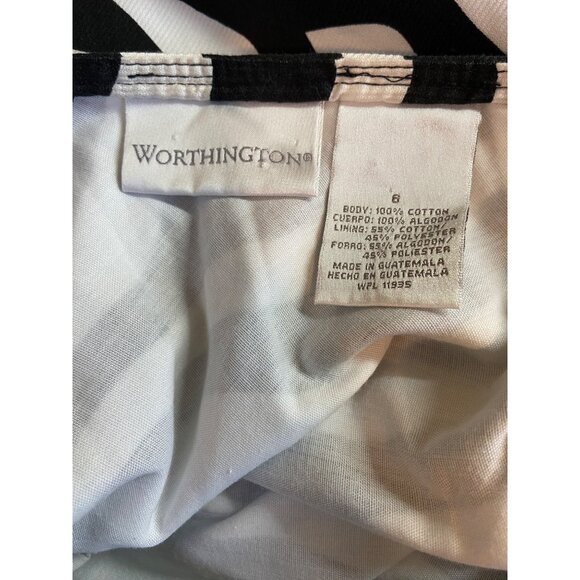 WORTHINGTON®
6
BODY: 100% COTTON
CUERPO: 100% ALGODON
LINING: 55% COTTON
45% POLYESTER
FORRO: 55% ALGODON/
45% POLIESTER
MADE IN GUATEMALA
HECHO EN GUATEMALA
WPL 11935